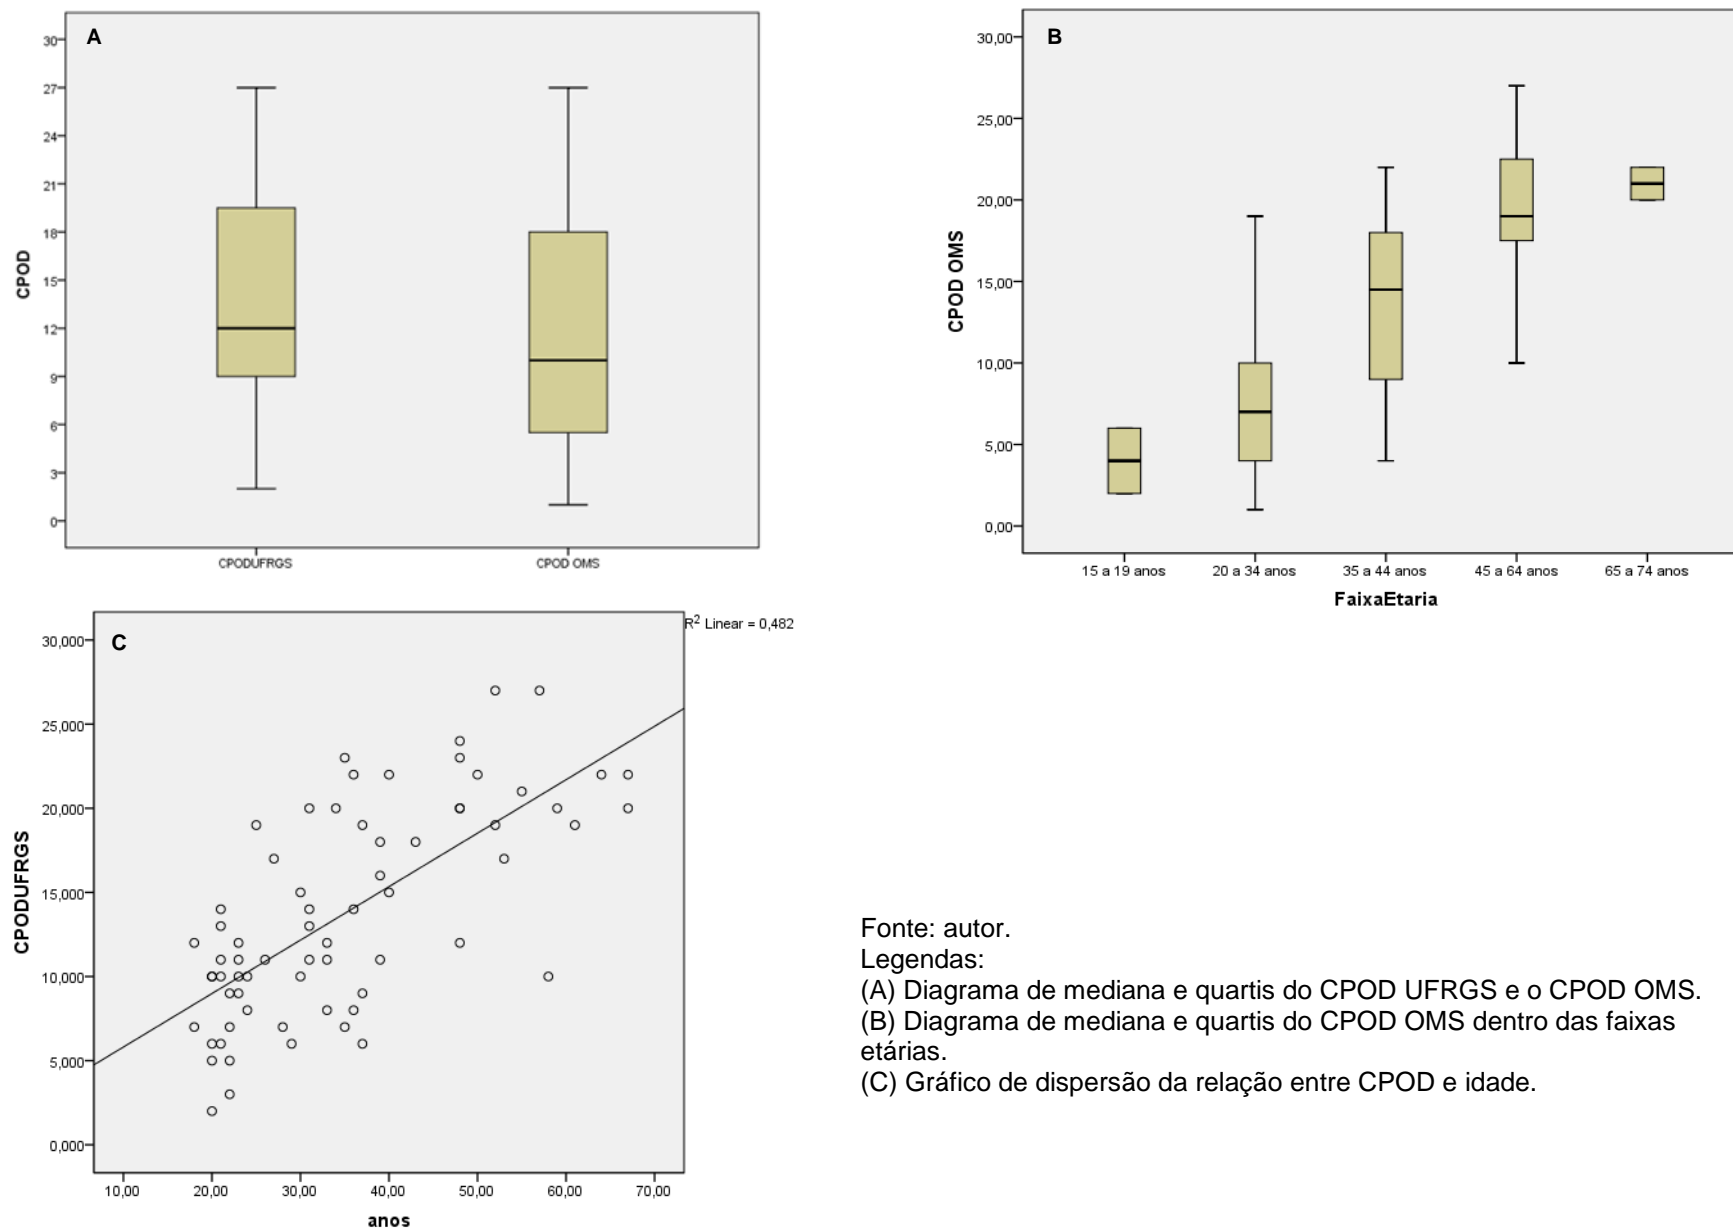 A
30
27
24
21
18
15
12
9
6
3
0
CPOD
CPODUFRGS
CPOD OMS
B
30,00
25,00
20,00
15,00
10,00
5,00
0,00
CPOD OMS
15 a 19 anos
20 a 34 anos
35 a 44 anos
45 a 64 anos
65 a 74 anos
FaixaEtaria
C
R² Linear = 0,482
30,000
25,000
20,000
15,000
10,000
5,000
0,000
CPODUFRGS
10,00
20,00
30,00
40,00
50,00
60,00
70,00
anos
Fonte: autor.
Legendas:
(A) Diagrama de mediana e quartis do CPOD UFRGS e o CPOD OMS.
(B) Diagrama de mediana e quartis do CPOD OMS dentro das faixas
etárias.
(C) Gráfico de dispersão da relação entre CPOD e idade.